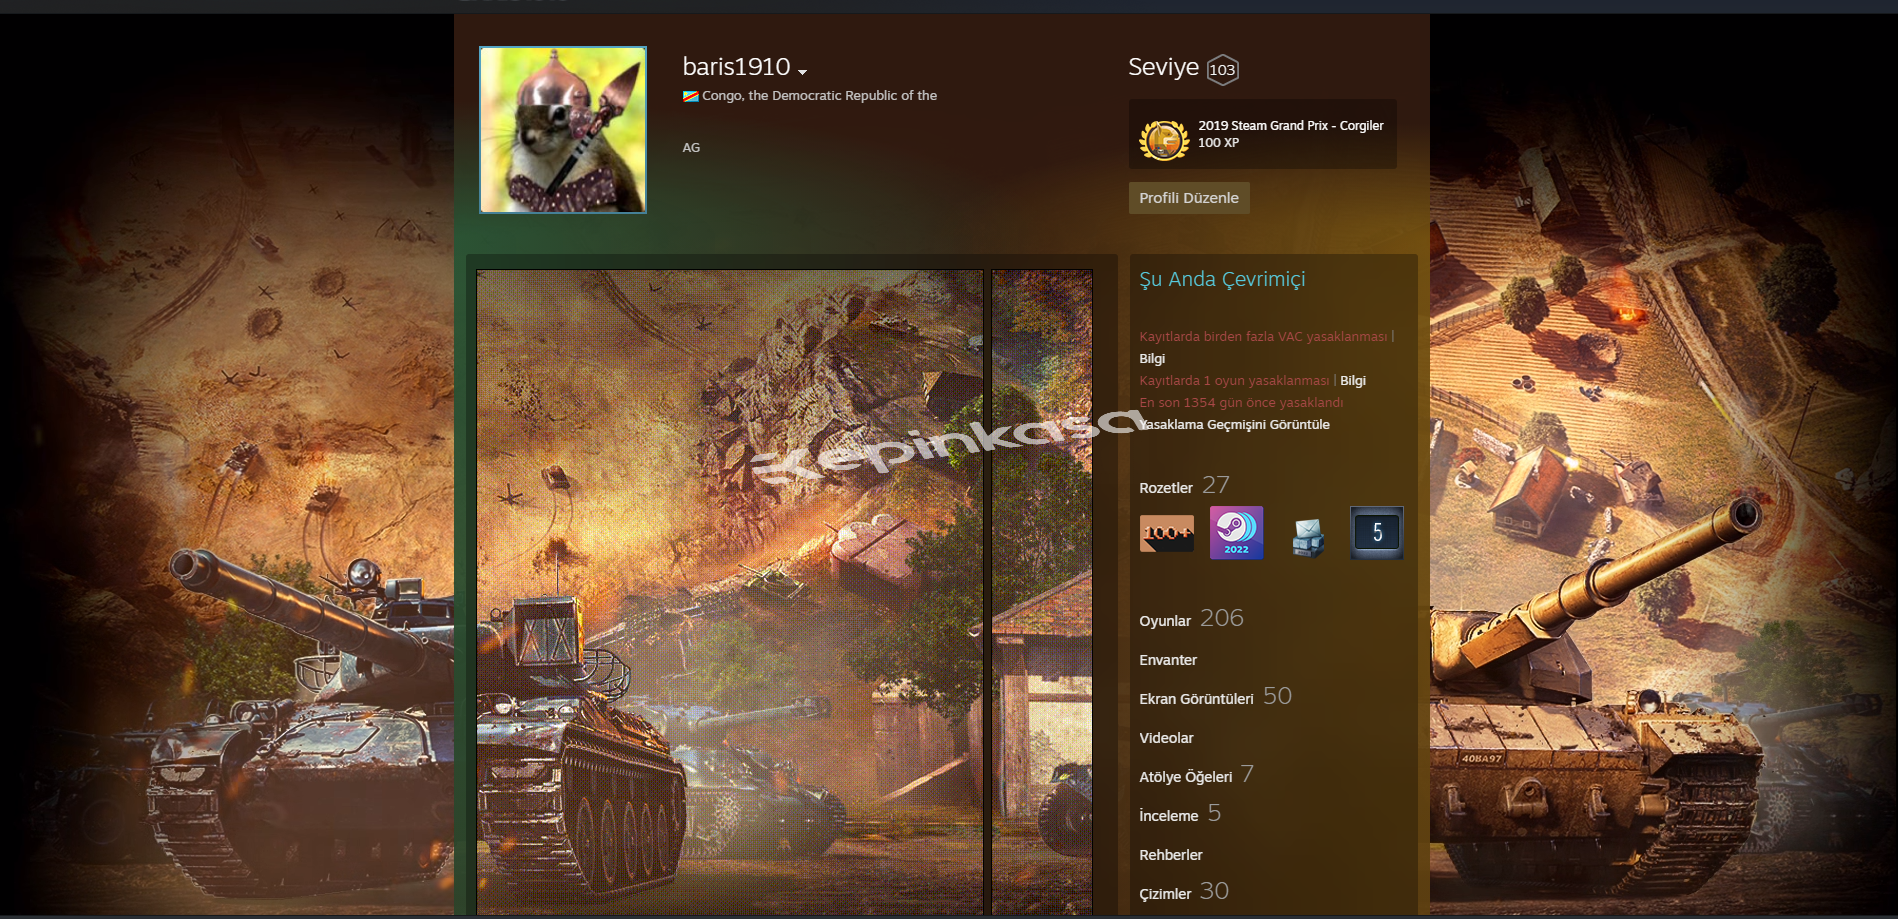 baris1910
Congo, the Democratic Republic of the
AG
Seviye 103
2019 Steam Grand Prix - Corgiler
100 XP
Profili Düzenle
Şu Anda Çevrimiçi
Kayıtlarda birden fazla VAC yasaklanması |
Bilgi
Kayıtlarda 1 oyun yasaklanması | Bilgi
En son 1354 gün önce yasaklandı
Yasaklama Geçmişini Görüntüle
epinkasa
Rozetler 27
100+
2022
5
Oyunlar 206
Envanter
Ekran Görüntüleri 50
Videolar
Atölye Öğeleri 7
İnceleme 5
Rehberler
Çizimler 30
40BA97